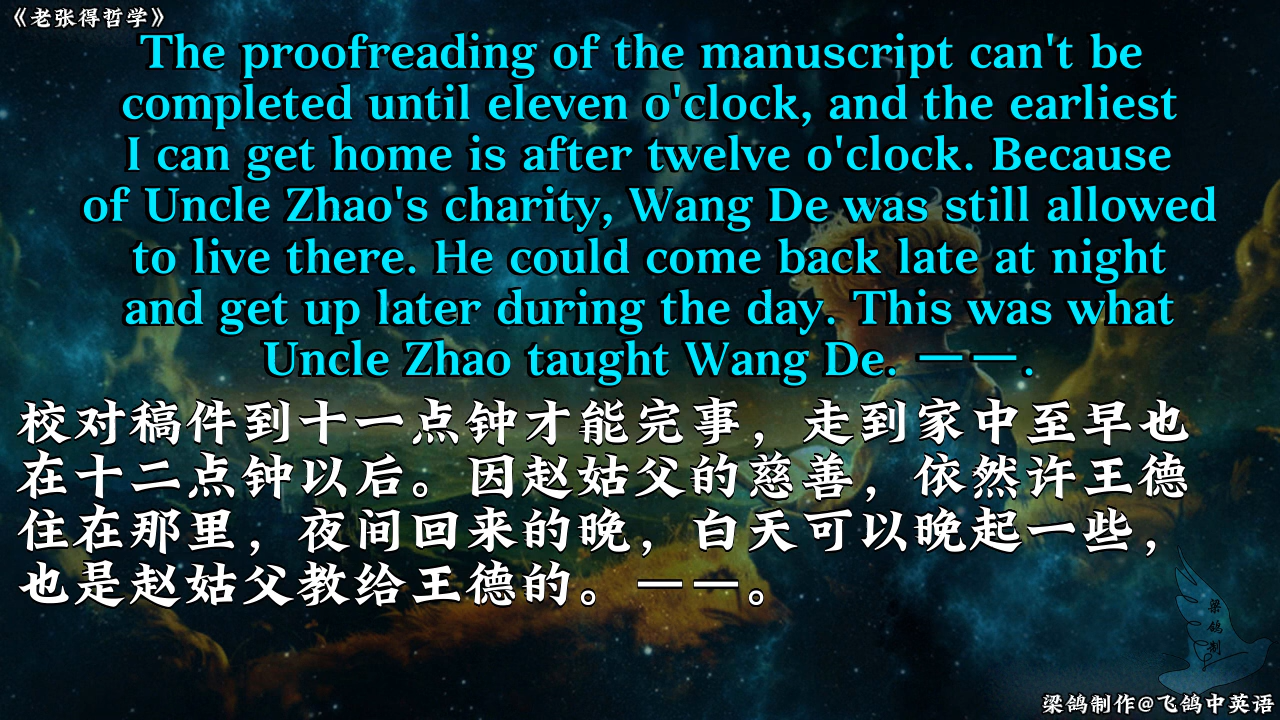 《老张得哲学》
The proofreading of the manuscript can't be
completed until eleven o'clock, and the earliest
I can get home is after twelve o'clock. Because
of Uncle Zhao's charity, Wang De was still allowed
to live there. He could come back late at night
and get up later during the day. This was what
Uncle Zhao taught Wang De. 一一.
校对稿件到十一点钟才能完事，走到家中至早也
在十二点钟以后。因赵姑父的慈善，依然许王德
住在那里，夜间回来的晚，白天可以晚起一些，
也是赵姑父教给王德的。一一。
梁
鸽
制
梁鸽制作@飞鸽中英语